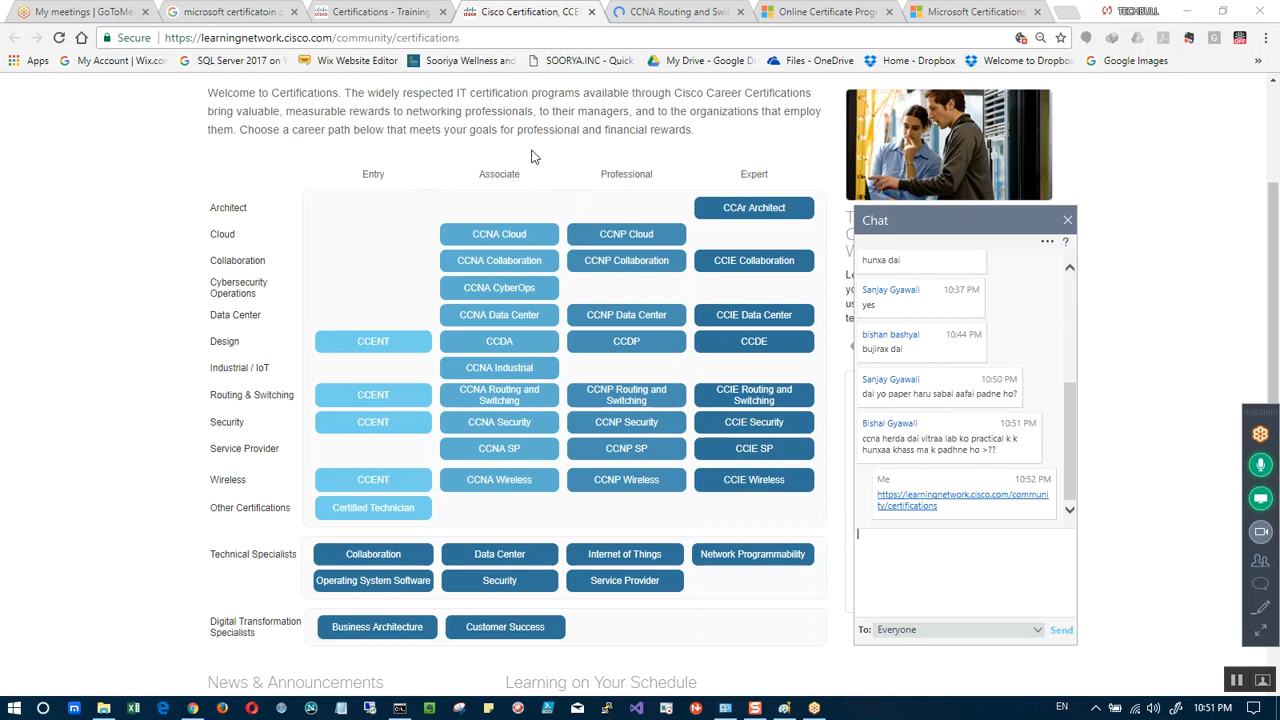 My meetings | GoToMe
microsoft certificatoin p
Certifications - Training
Cisco Certification, CCE
CCNA Routing and Swi
Online Certificate Prog
Microsoft Certifications
TECHBULL
Secure
https://learningnetwork.cisco.com/community/certifications
Apps
My Account | Wix.co
SQL Server 2017 on
Wix Website Editor
Sooriya Wellness and
SOORYA.INC - Quick
My Drive - Google D
Files - OneDrive
Home - Dropbox
Welcome to Dropbox
Google Images
Welcome to Certifications. The widely respected IT certification programs available through Cisco Career Certifications
bring valuable, measurable rewards to networking professionals, to their managers, and to the organizations that employ
them. Choose a career path below that meets your goals for professional and financial rewards.
Entry Associate Professional Expert
Architect CCAr Architect
Cloud CCNA Cloud CCNP Cloud
Collaboration CCNA Collaboration CCNP Collaboration CCIE Collaboration
Cybersecurity
Operations
CCNA CyberOps
Data Center CCNA Data Center CCNP Data Center CCIE Data Center
Design CCENT CCDA CCDP CCDE
Industrial / IoT CCNA Industrial
Routing & Switching CCENT
CCNA Routing and
Switching
CCNP Routing and
Switching
CCIE Routing and
Switching
Security CCENT CCNA Security CCNP Security CCIE Security
Service Provider CCNA SP CCNP SP CCIE SP
Wireless CCENT CCNA Wireless CCNP Wireless CCIE Wireless
Other Certifications Certified Technician
Technical Specialists Collaboration Data Center Internet of Things Network Programmability
Operating System Software Security Service Provider
Digital Transformation
Specialists
Business Architecture Customer Success
News & Announcements
Learning on Your Schedule
Chat
hunxa dai
Sanjay Gyawali 10:37 PM
yes
bishan bashyal 10:44 PM
bujirax dai
Sanjay Gyawali 10:50 PM
dai yo paper haru sabai aafai padne ho?
Bishal Gyawali 10:51 PM
ccna herda dai vitraa lab ko practical k k
hunxaa khass ma k padhne ho >??
Me 10:52 PM
https://learningnetwork.cisco.com/communi
ty/certifications
To: Everyone Send
EN 10:51 PM